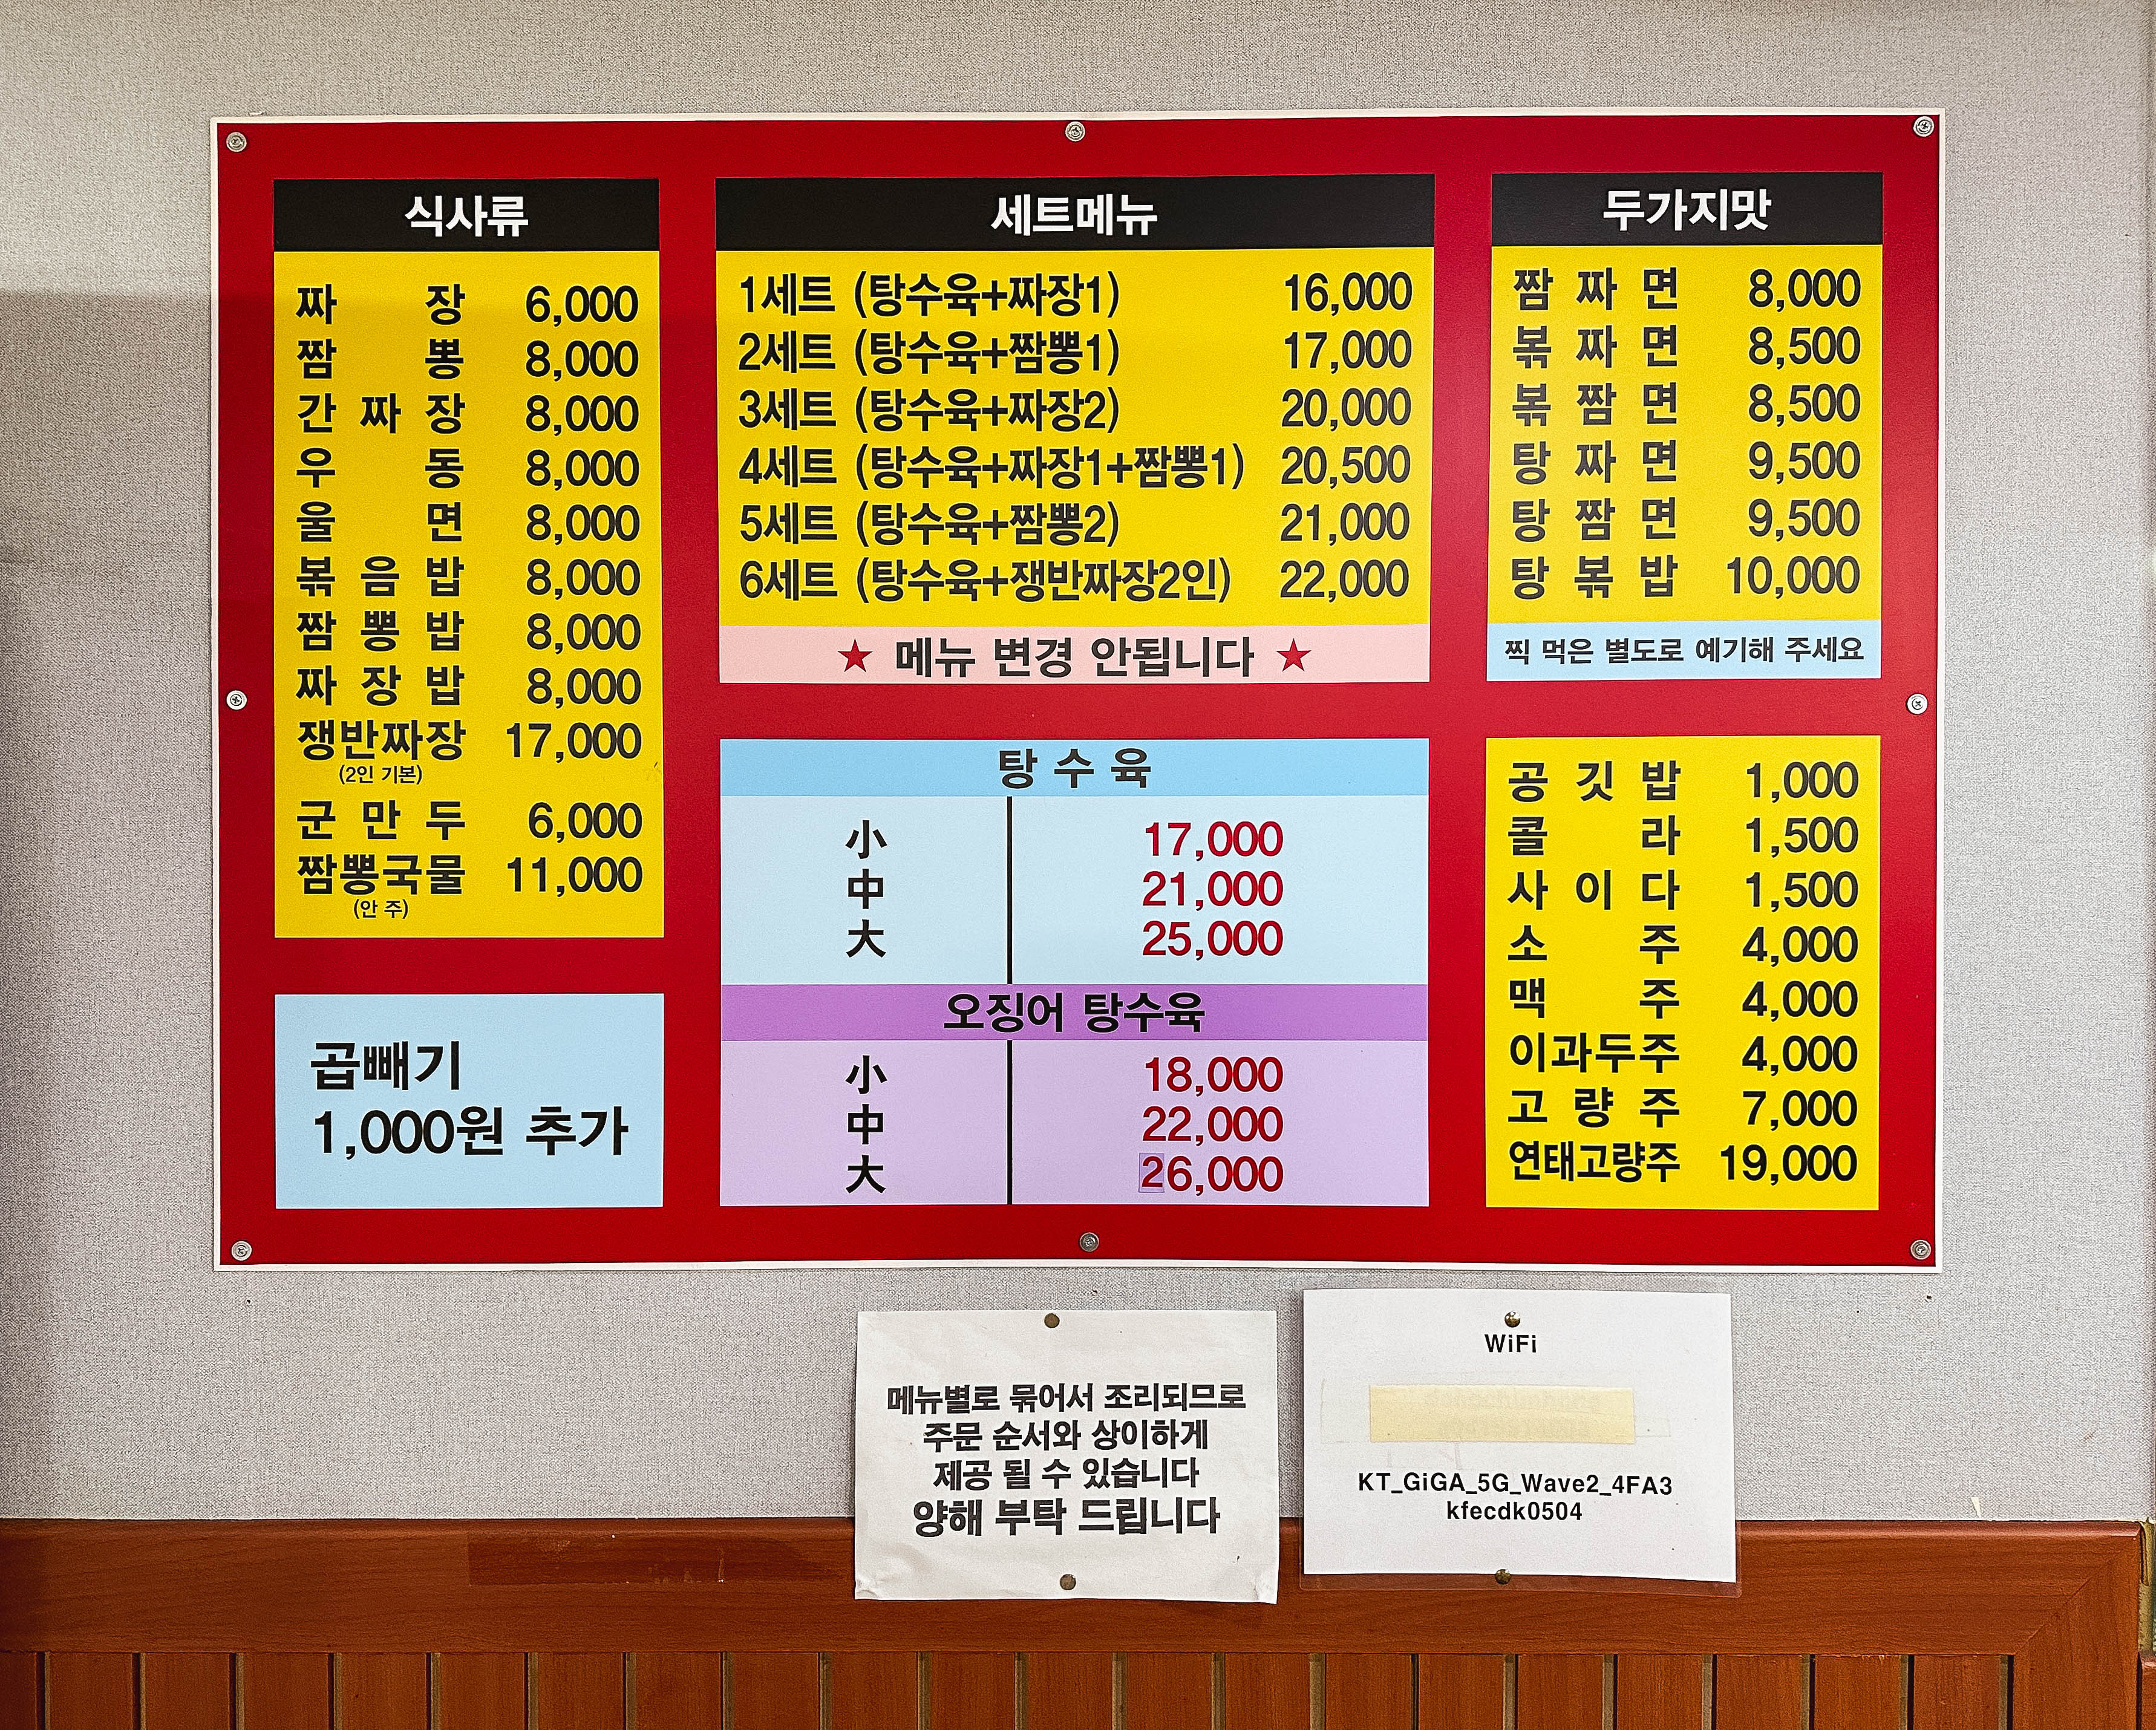 식사류
짜장 6,000
짬뽕 8,000
간짜장 8,000
우동 8,000
울면 8,000
볶음밥 8,000
짬뽕밥 8,000
짜장밥 8,000
쟁반짜장 17,000
(2인 기본)
군만두 6,000
짬뽕국물 11,000
(안 주)
곱빼기
1,000원 추가
세트메뉴
1세트 (탕수육+짜장1) 16,000
2세트 (탕수육+짬뽕1) 17,000
3세트 (탕수육+짜장2) 20,000
4세트 (탕수육+짜장1+짬뽕1) 20,500
5세트 (탕수육+짬뽕2) 21,000
6세트 (탕수육+쟁반짜장2인) 22,000
★ 메뉴 변경 안됩니다 ★
탕수육
小 17,000
中 21,000
大 25,000
오징어 탕수육
小 18,000
中 22,000
大 26,000
두가지맛
짬짜면 8,000
볶짜면 8,500
볶짬면 8,500
탕짜면 9,500
탕짬면 9,500
탕볶밥 10,000
찍 먹은 별도로 예기해 주세요
공깃밥 1,000
콜라 1,500
사이다 1,500
소주 4,000
맥주 4,000
이과두주 4,000
고량주 7,000
연태고량주 19,000
메뉴별로 묶어서 조리되므로
주문 순서와 상이하게
제공 될 수 있습니다
양해 부탁 드립니다
WiFi
KT_GiGA_5G_Wave2_4FA3
kfecdk0504